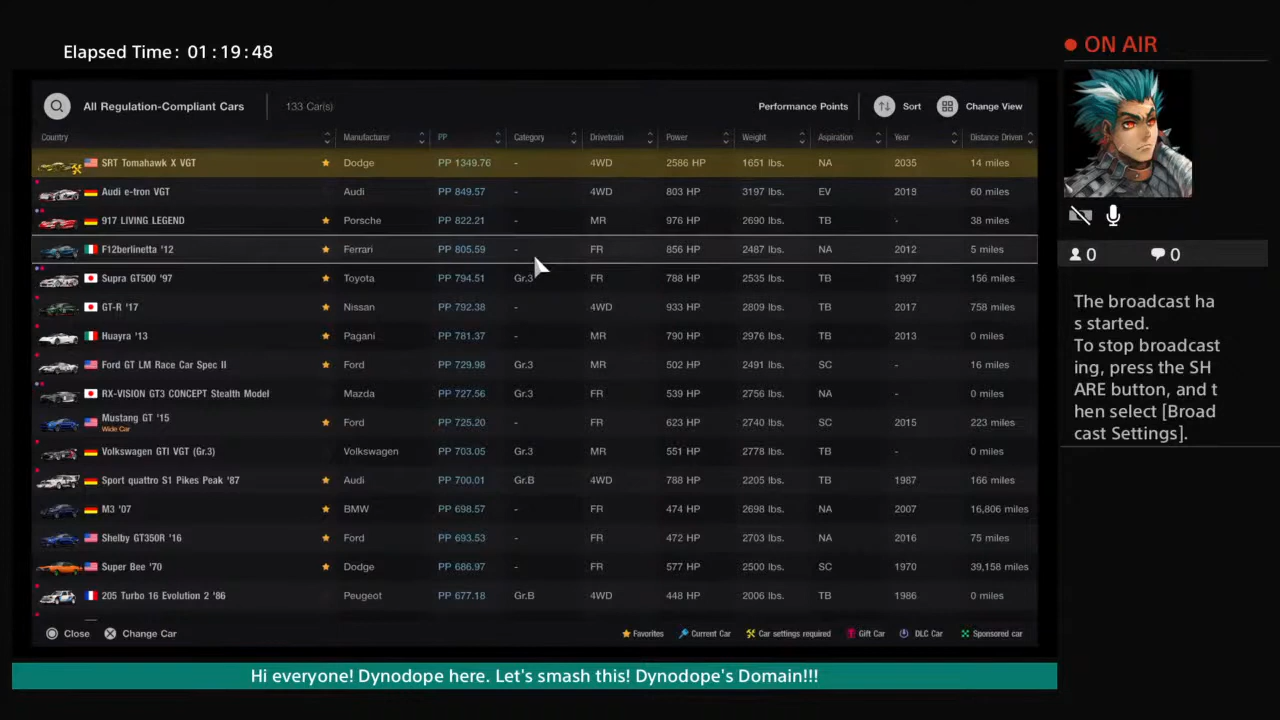 Elapsed Time: 01:19:48
ON AIR
All Regulation-Compliant Cars 133 Car(s) Performance Points Sort Change View
Country Manufacturer PP Category Drivetrain Power Weight Aspiration Year Distance Driven
SRT Tomahawk X VGT Dodge PP 1349.76 - 4WD 2586 HP 1651 lbs. NA 2035 14 miles
Audi e-tron VGT Audi PP 849.57 - 4WD 803 HP 3197 lbs. EV 2018 60 miles
917 LIVING LEGEND Porsche PP 822.21 - MR 976 HP 2690 lbs. TB - 38 miles
F12berlinetta '12 Ferrari PP 805.59 - FR 856 HP 2487 lbs. NA 2012 5 miles
Supra GT500 '97 Toyota PP 794.51 Gr.3 FR 788 HP 2535 lbs. TB 1997 156 miles
GT-R '17 Nissan PP 792.38 - 4WD 933 HP 2809 lbs. TB 2017 758 miles
Huayra '13 Pagani PP 781.37 - MR 790 HP 2976 lbs. TB 2013 0 miles
Ford GT LM Race Car Spec II Ford PP 729.98 Gr.3 MR 502 HP 2491 lbs. SC - 16 miles
RX-VISION GT3 CONCEPT Stealth Model Mazda PP 727.56 Gr.3 FR 539 HP 2756 lbs. NA - 0 miles
Mustang GT '15 Ford PP 725.20 - FR 623 HP 2740 lbs. SC 2015 223 miles
Wide Car
Volkswagen GTI VGT (Gr.3) Volkswagen PP 703.05 Gr.3 MR 551 HP 2778 lbs. TB - 0 miles
Sport quattro S1 Pikes Peak '87 Audi PP 700.01 Gr.B 4WD 788 HP 2205 lbs. TB 1987 166 miles
M3 '07 BMW PP 698.57 - FR 474 HP 2698 lbs. NA 2007 16,806 miles
Shelby GT350R '16 Ford PP 693.53 - FR 472 HP 2703 lbs. NA 2016 75 miles
Super Bee '70 Dodge PP 686.97 - FR 577 HP 2500 lbs. SC 1970 39,158 miles
205 Turbo 16 Evolution 2 '86 Peugeot PP 677.18 Gr.B 4WD 448 HP 2006 lbs. TB 1986 0 miles
Close Change Car Favorites Current Car Car settings required Gift Car DLC Car Sponsored car
0 0
The broadcast ha
s started.
To stop broadcast
ing, press the SH
ARE button, and t
hen select [Broad
cast Settings].
Hi everyone! Dynodope here. Let's smash this! Dynodope's Domain!!!